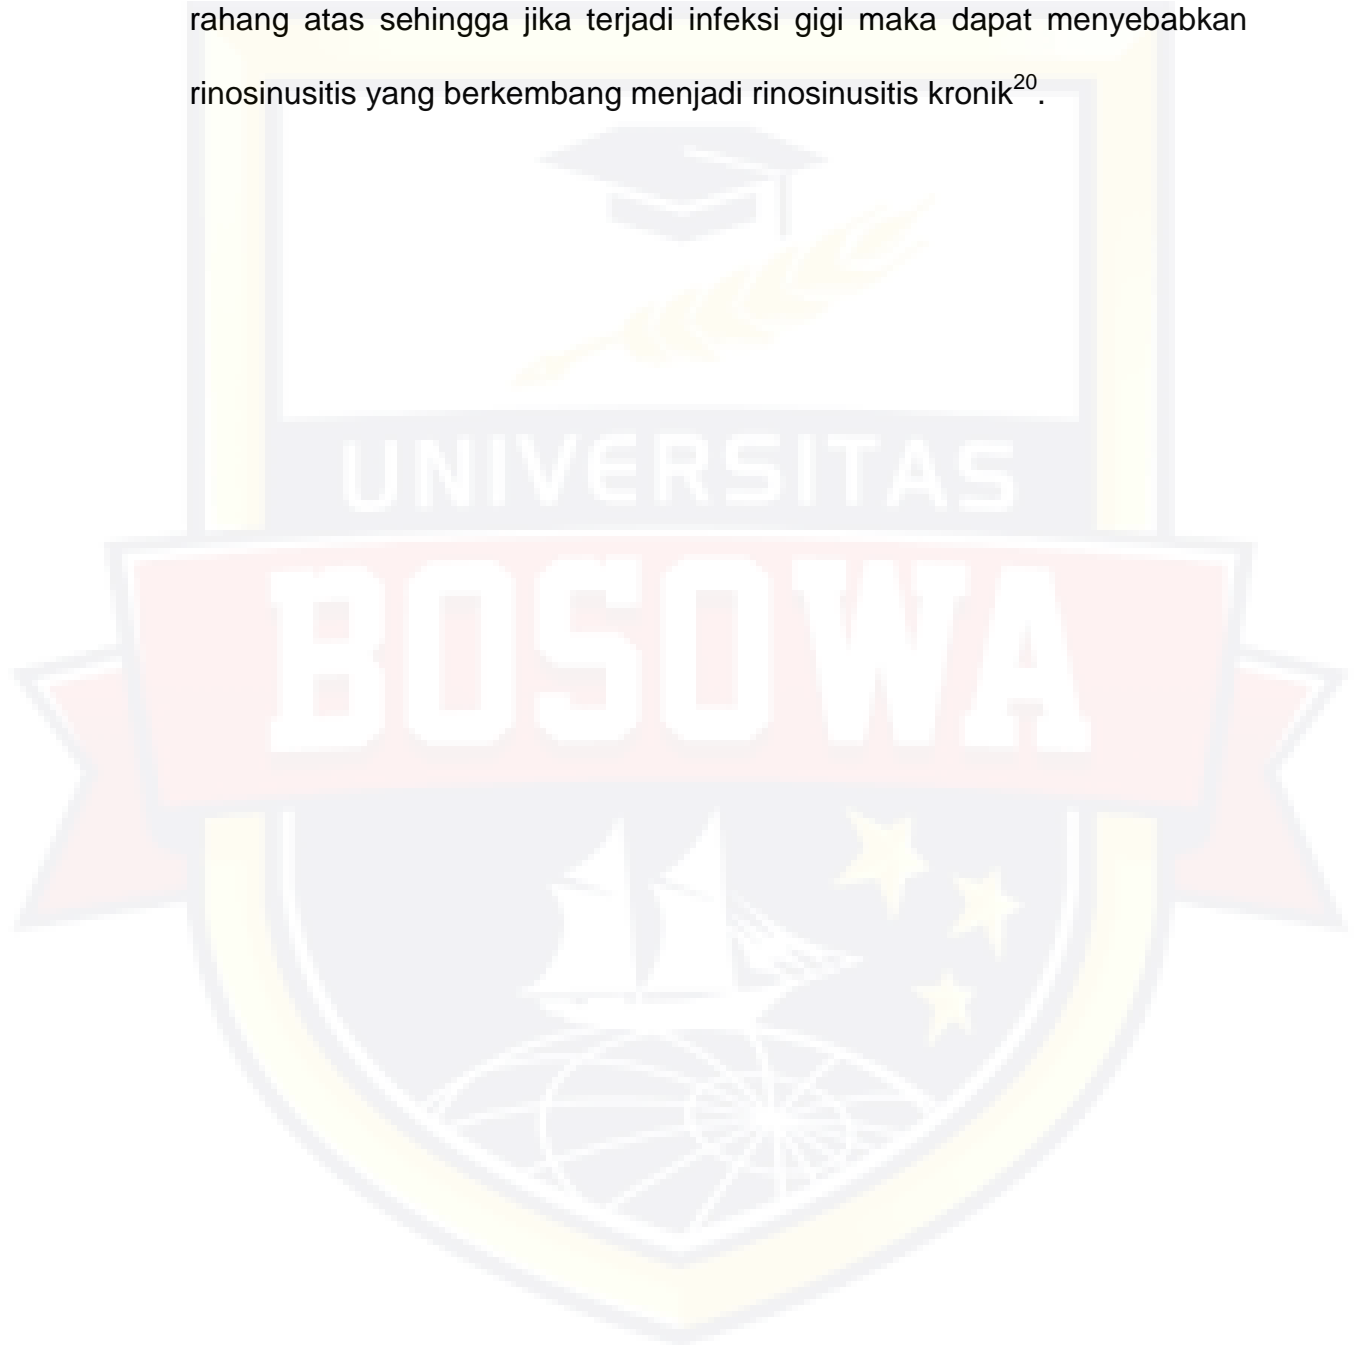 rahang atas sehingga jika terjadi infeksi gigi maka dapat menyebabkan
rinosinusitis yang berkembang menjadi rinosinusitis kronik²⁰.
UNIVERSITAS
BOSOWA